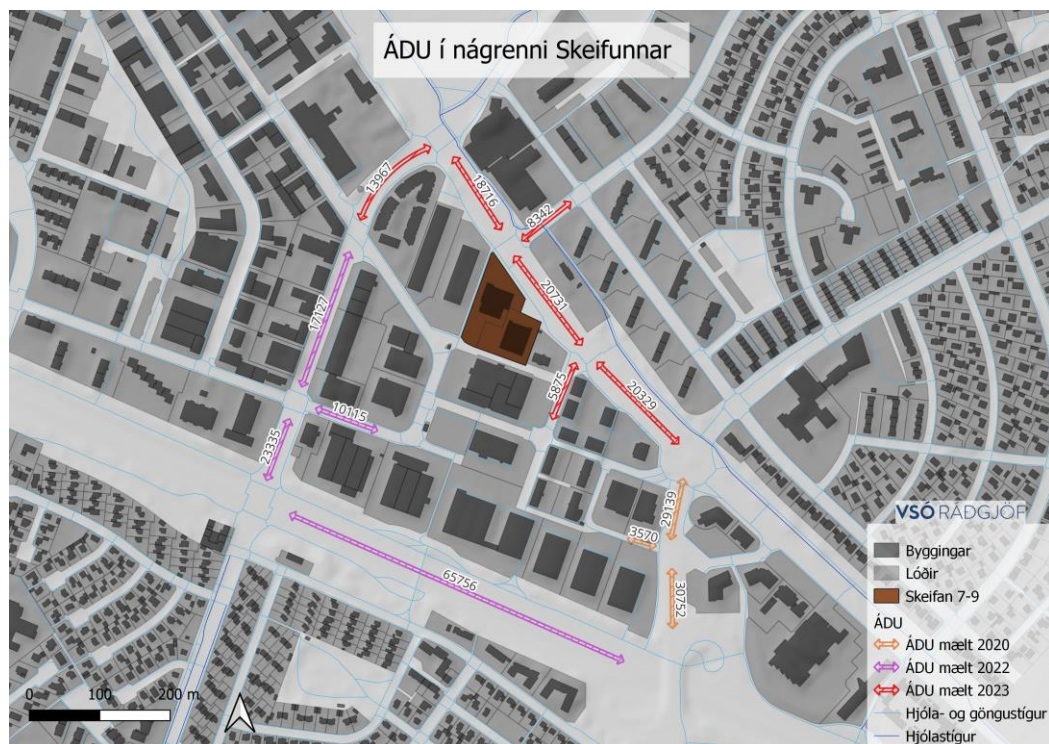 ÁDU í nágrenni Skeifunnar
13967
18716
8342
17127
20731
5875
20329
10115
23335
29139
3570
65756
30752
VSÓ RÁÐGJÖF
Byggingar
Lóðir
Skeifan 7-9
ÁDU
ÁDU mælt 2020
ÁDU mælt 2022
ÁDU mælt 2023
Hjóla- og göngustígur
Hjólastígur
0 100 200 m